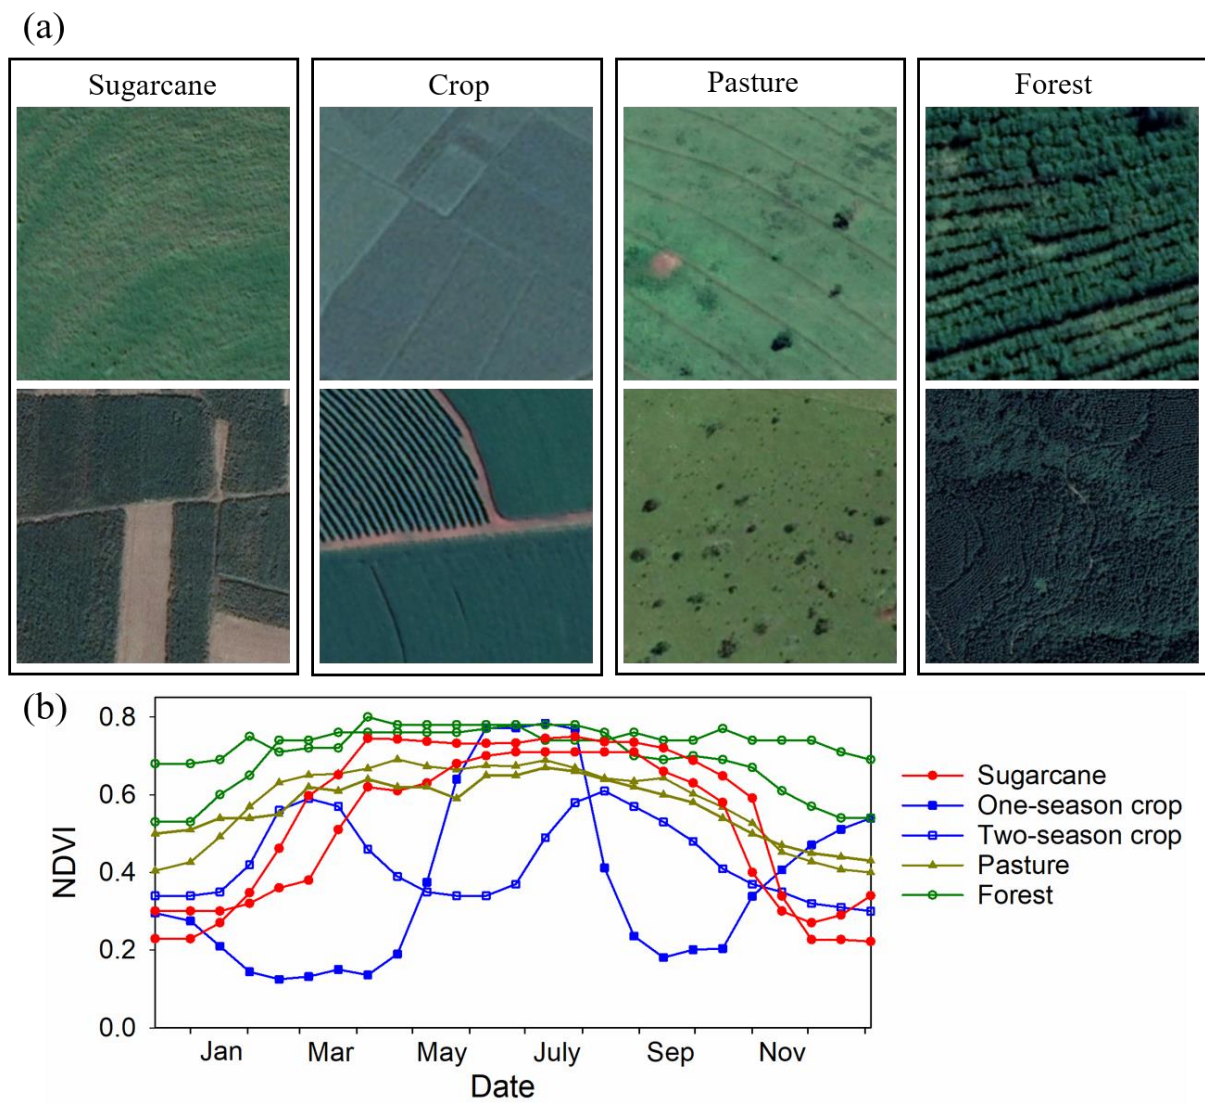 (a)
Sugarcane
Crop
Pasture
Forest
(b)
NDVI
0.8
0.6
0.4
0.2
0.0
Jan Mar May July Sep Nov
Date
Sugarcane
One-season crop
Two-season crop
Pasture
Forest